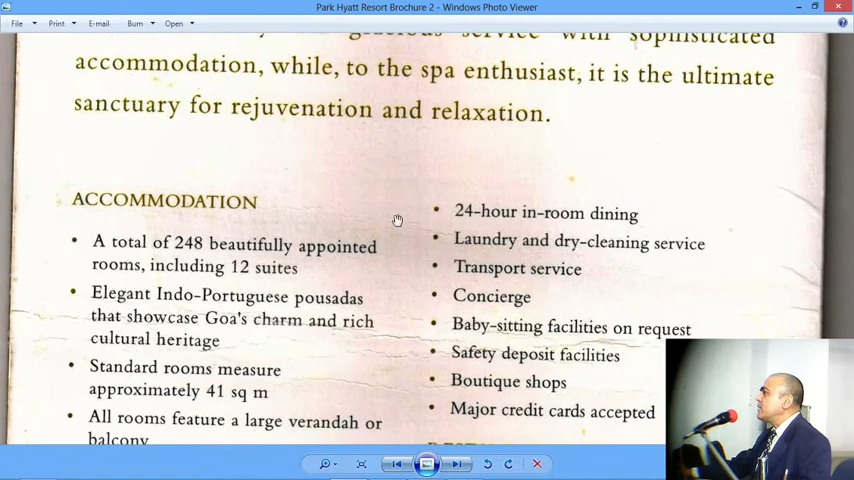 Park Hyatt Resort Brochure 2 - Windows Photo Viewer
File Print E-mail Burn Open
service with sophisticated
accommodation, while, to the spa enthusiast, it is the ultimate
sanctuary for rejuvenation and relaxation.
ACCOMMODATION
• A total of 248 beautifully appointed
rooms, including 12 suites
• Elegant Indo-Portuguese pousadas
that showcase Goa's charm and rich
cultural heritage
• Standard rooms measure
approximately 41 sq m
• All rooms feature a large verandah or
balcony
• 24-hour in-room dining
• Laundry and dry-cleaning service
• Transport service
• Concierge
• Baby-sitting facilities on request
• Safety deposit facilities
• Boutique shops
• Major credit cards accepted